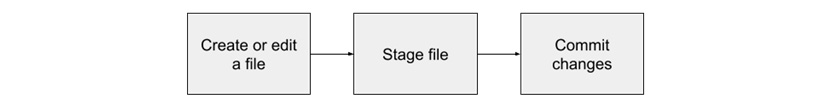 Create or edit
a file
Stage file
Commit
changes